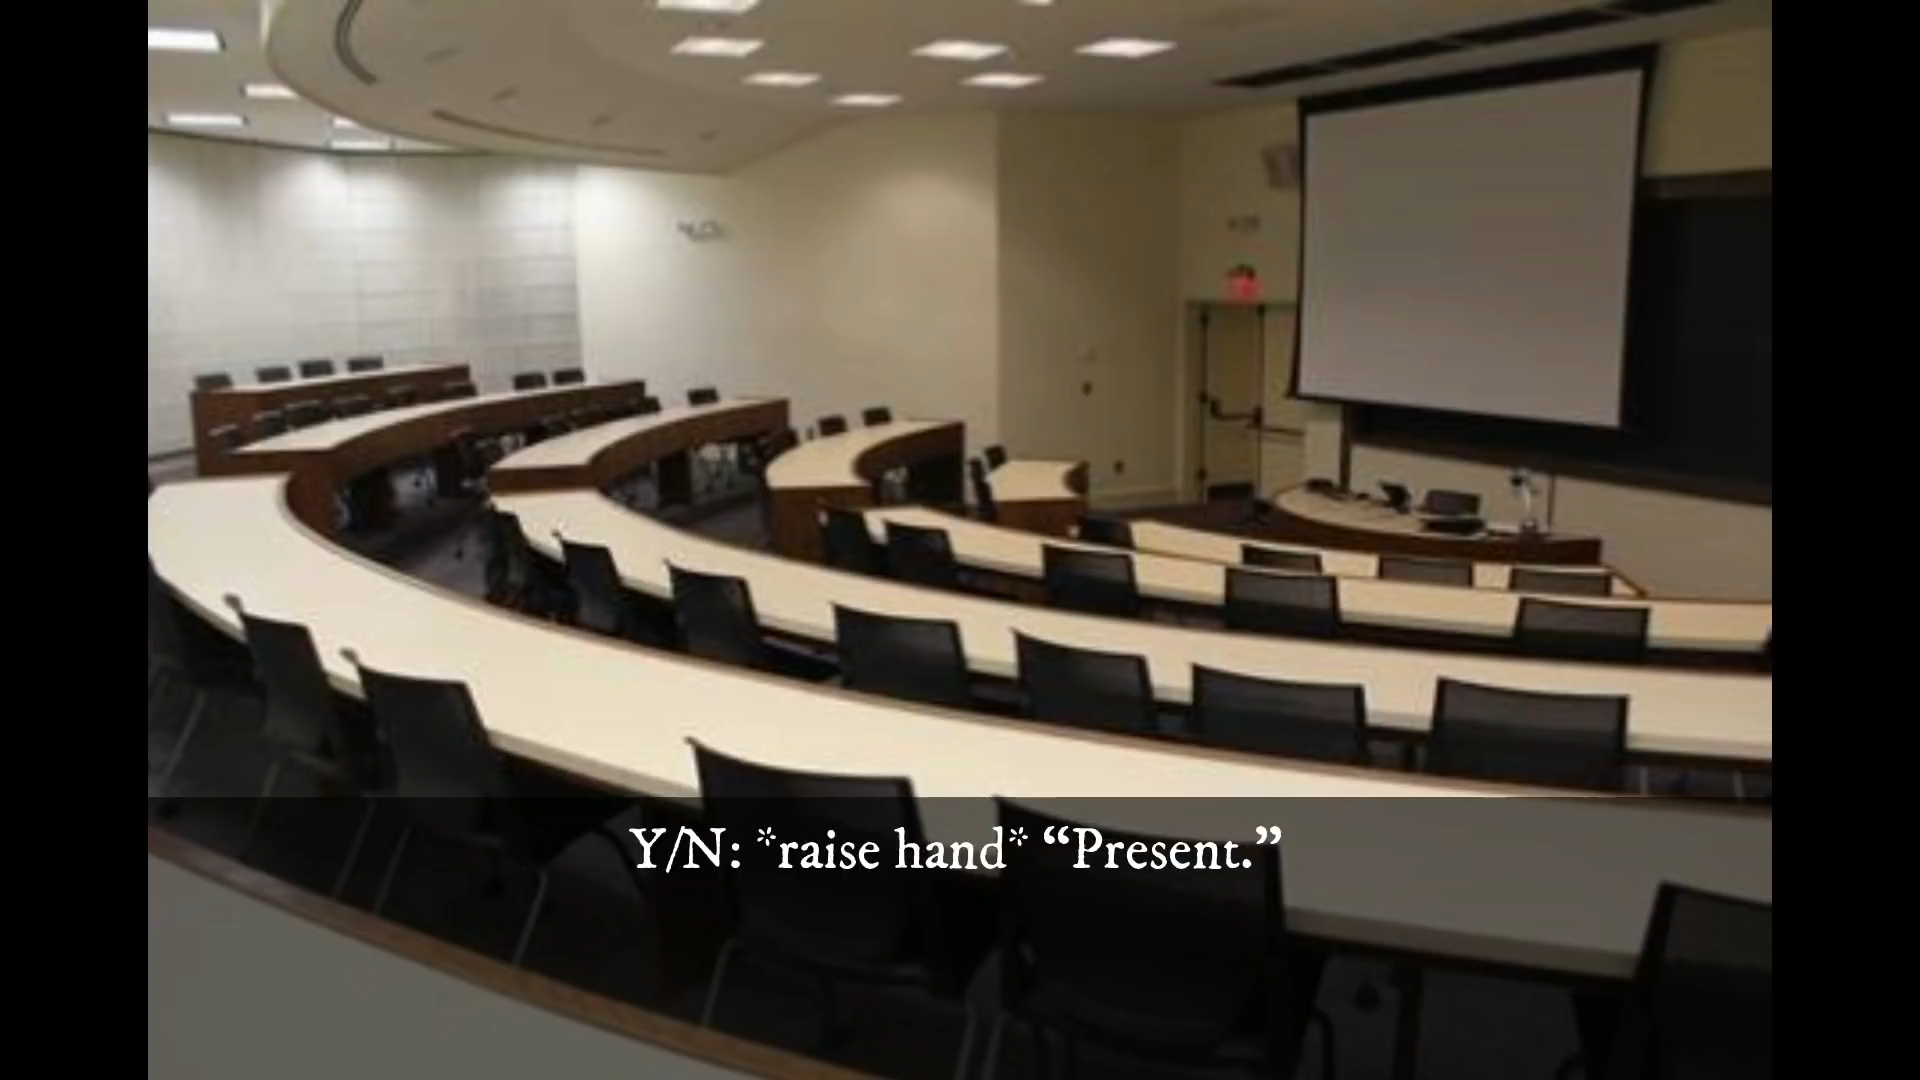 Y/N: *raise hand* “Present.”